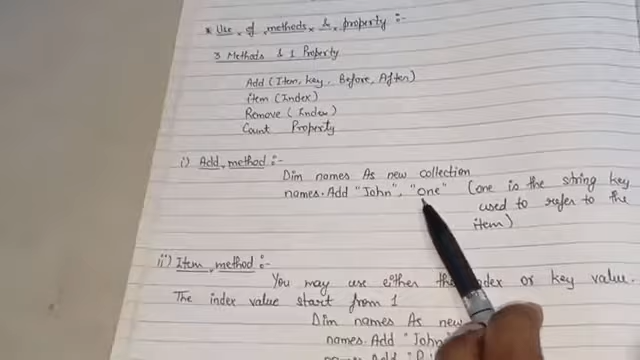 * Use of methods & property :-
3 Methods & 1 Property
Add (Item, key, Before, After)
item (Index)
Remove (Index)
Count Property
i) Add method :-
Dim names As new collection
names.Add "John", "one" (one is the string key
used to refer to the
item)
ii) Item method :-
You may use either the index or key value.
The index value start from 1
Dim names As new
names.Add "John"
names.Add